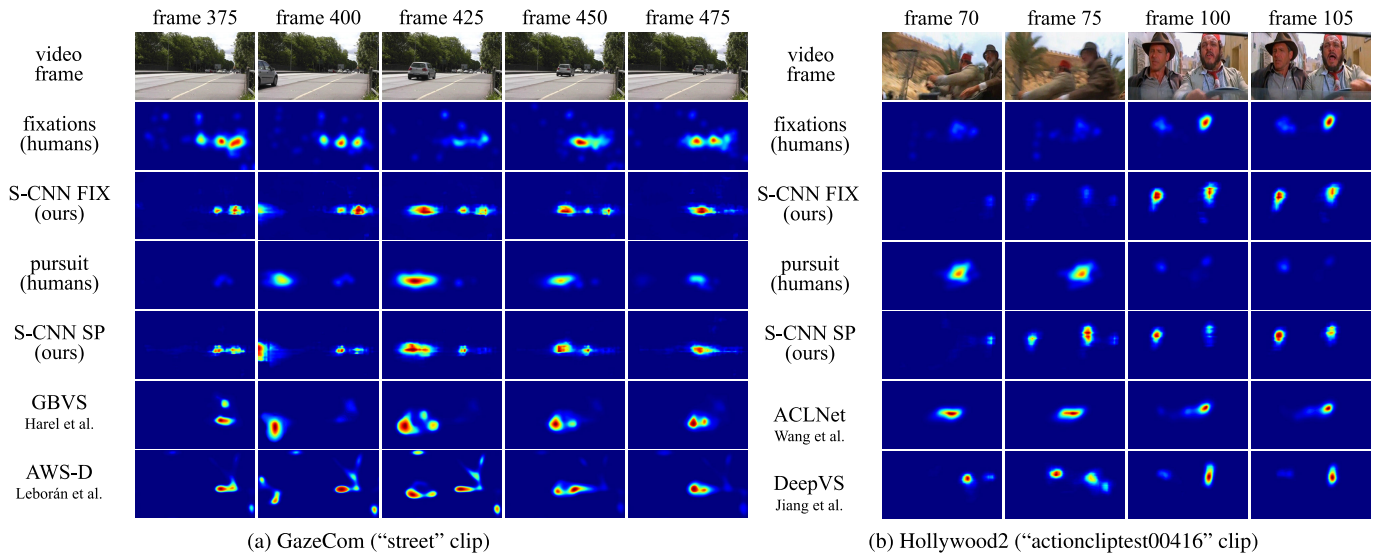 frame 375 frame 400 frame 425 frame 450 frame 475
video
frame
fixations
(humans)
S-CNN FIX
(ours)
pursuit
(humans)
S-CNN SP
(ours)
GBVS
Harel et al.
AWS-D
Leborán et al.
(a) GazeCom (“street” clip)
frame 70 frame 75 frame 100 frame 105
video
frame
fixations
(humans)
S-CNN FIX
(ours)
pursuit
(humans)
S-CNN SP
(ours)
ACLNet
Wang et al.
DeepVS
Jiang et al.
(b) Hollywood2 (“actioncliptest00416” clip)